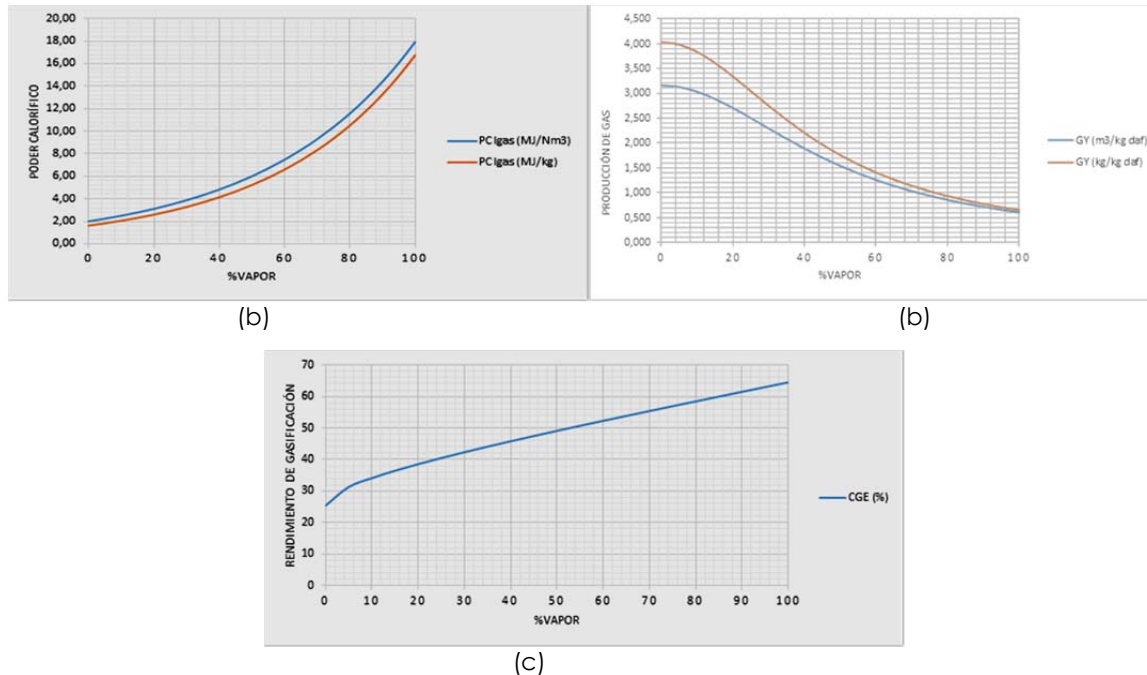 20,00
18,00
16,00
14,00
12,00
10,00
8,00
6,00
4,00
2,00
0,00
PODER CALORÍFICO
0 20 40 60 80 100
%VAPOR
PCIgas (MJ/Nm3)
PCIgas (MJ/kg)
(b)
4,500
4,000
3,500
3,000
2,500
2,000
1,500
1,000
0,500
0,000
PRODUCCIÓN DE GAS
0 20 40 60 80 100
%VAPOR
GY (m3/kg daf)
GY (kg/kg daf)
(b)
70
60
50
40
30
20
10
0
RENDIMIENTO DE GASIFICACIÓN
0 10 20 30 40 50 60 70 80 90 100
%VAPOR
CGE (%)
(c)